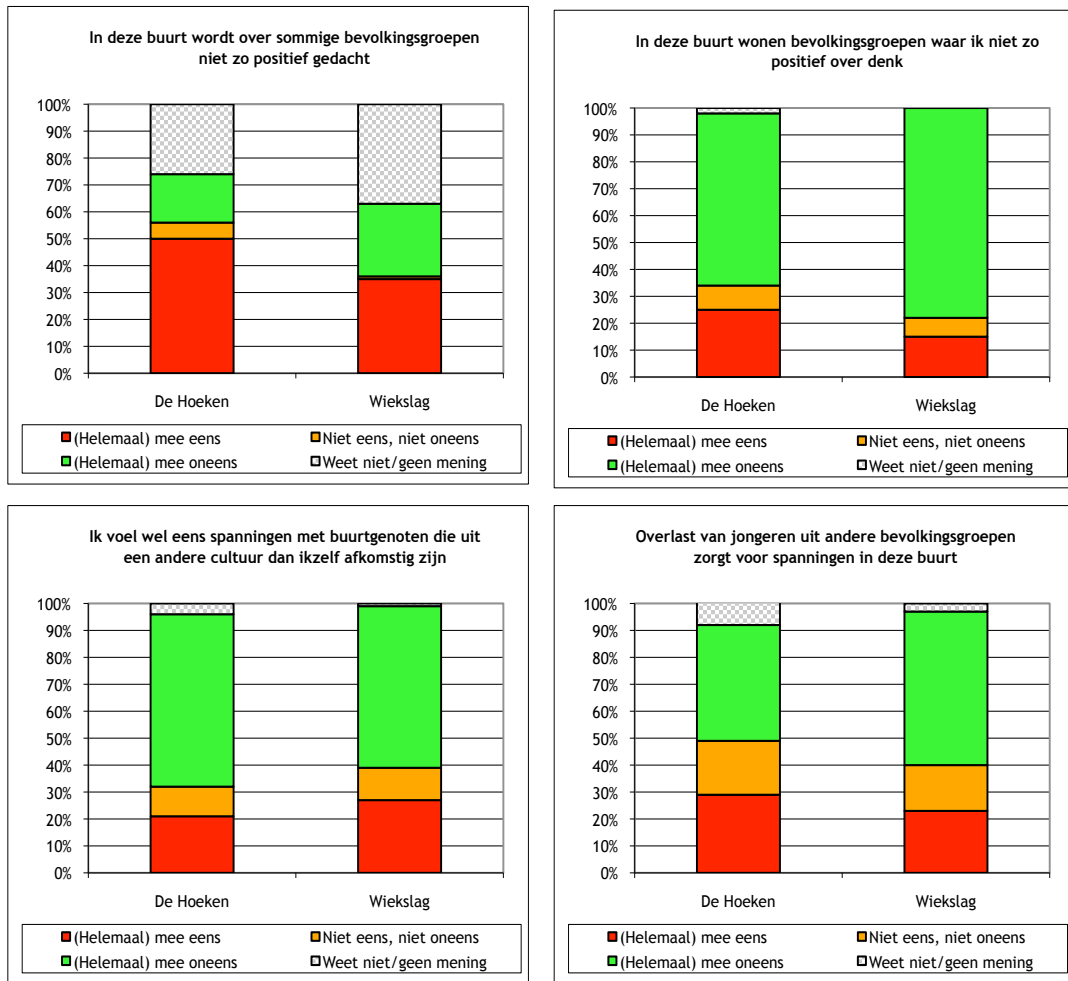 In deze buurt wordt over sommige bevolkingsgroepen
niet zo positief gedacht
100%
90%
80%
70%
60%
50%
40%
30%
20%
10%
0%
De Hoeken Wiekslag
(Helemaal) mee eens Niet eens, niet oneens
(Helemaal) mee oneens Weet niet/geen mening
In deze buurt wonen bevolkingsgroepen waar ik niet zo
positief over denk
100%
90%
80%
70%
60%
50%
40%
30%
20%
10%
0%
De Hoeken Wiekslag
(Helemaal) mee eens Niet eens, niet oneens
(Helemaal) mee oneens Weet niet/geen mening
Ik voel wel eens spanningen met buurtgenoten die uit
een andere cultuur dan ikzelf afkomstig zijn
100%
90%
80%
70%
60%
50%
40%
30%
20%
10%
0%
De Hoeken Wiekslag
(Helemaal) mee eens Niet eens, niet oneens
(Helemaal) mee oneens Weet niet/geen mening
Overlast van jongeren uit andere bevolkingsgroepen
zorgt voor spanningen in deze buurt
100%
90%
80%
70%
60%
50%
40%
30%
20%
10%
0%
De Hoeken Wiekslag
(Helemaal) mee eens Niet eens, niet oneens
(Helemaal) mee oneens Weet niet/geen mening